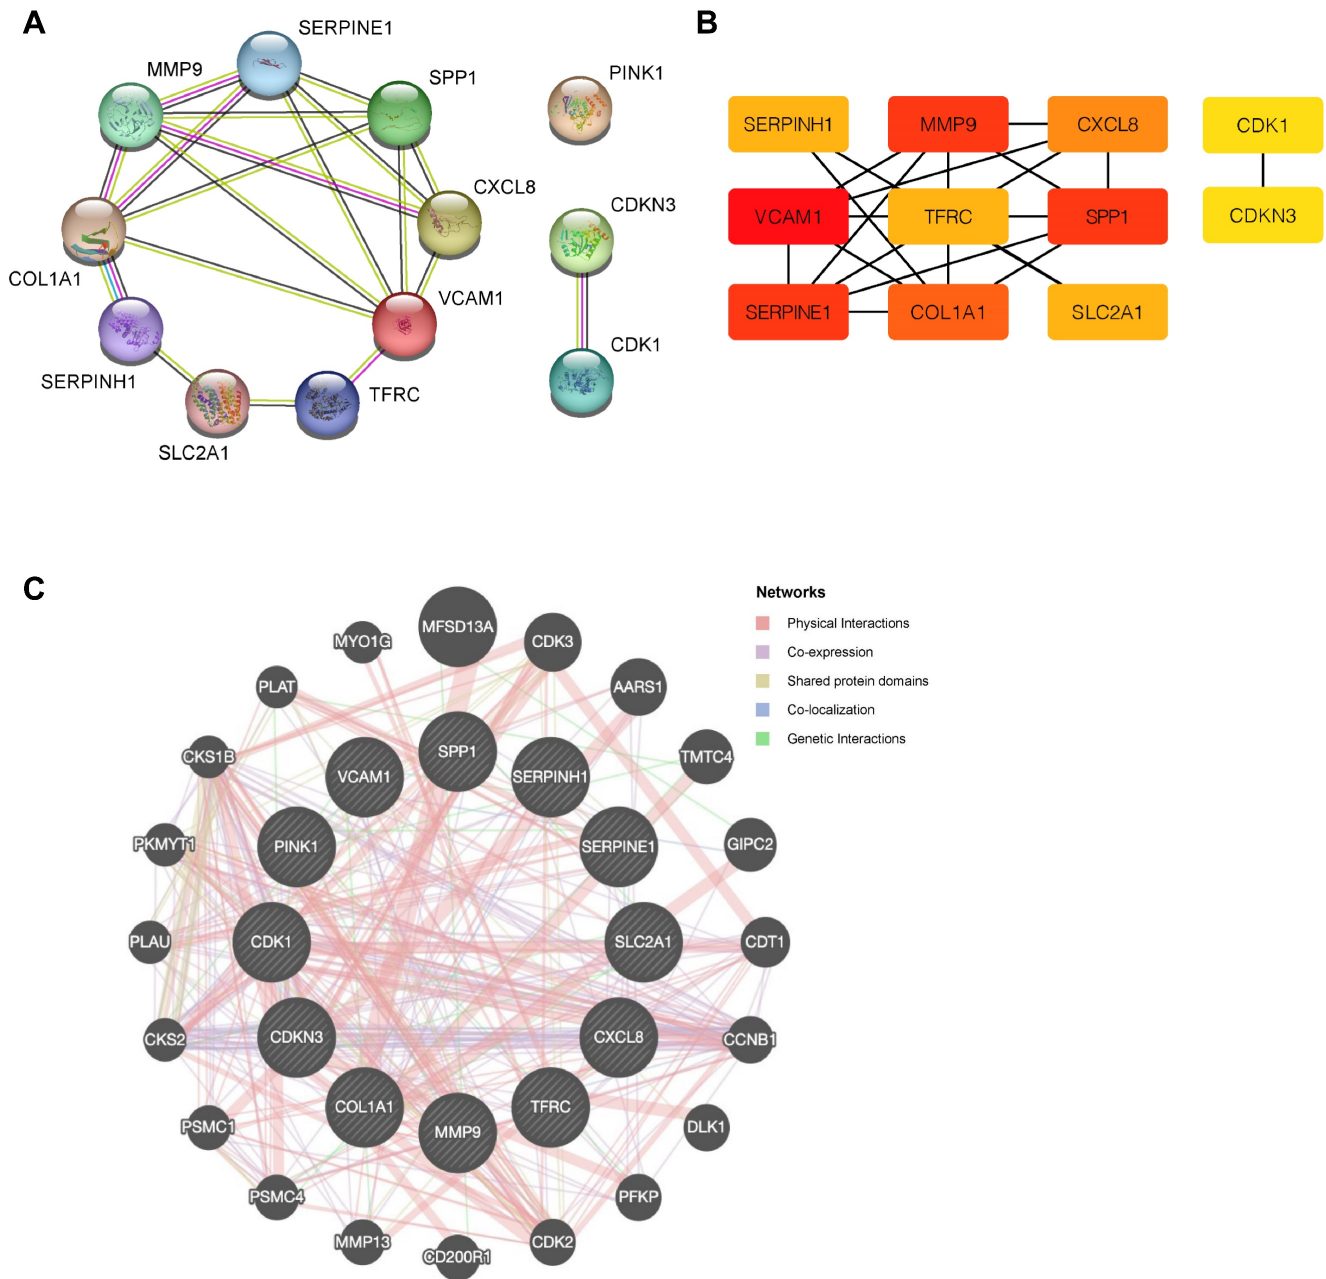 A
SERPINE1
MMP9
SPP1
CXCL8
COL1A1
VCAM1
SERPINH1
TFRC
SLC2A1
PINK1
CDKN3
CDK1
B
SERPINH1
MMP9
CXCL8
CDK1
VCAM1
TFRC
SPP1
CDKN3
SERPINE1
COL1A1
SLC2A1
C
Networks
Physical Interactions
Co-expression
Shared protein domains
Co-localization
Genetic Interactions
MFSD13A
MYO1G
CDK3
PLAT
AARS1
SPP1
CKS1B
VCAM1
SERPINH1
TMTC4
PKMYT1
PINK1
SERPINE1
GIPC2
PLAU
CDK1
SLC2A1
CDT1
CKS2
CDKN3
CXCL8
CCNB1
COL1A1
TFRC
PSMC1
MMP9
DLK1
PSMC4
PFKP
MMP13
CD200R1
CDK2